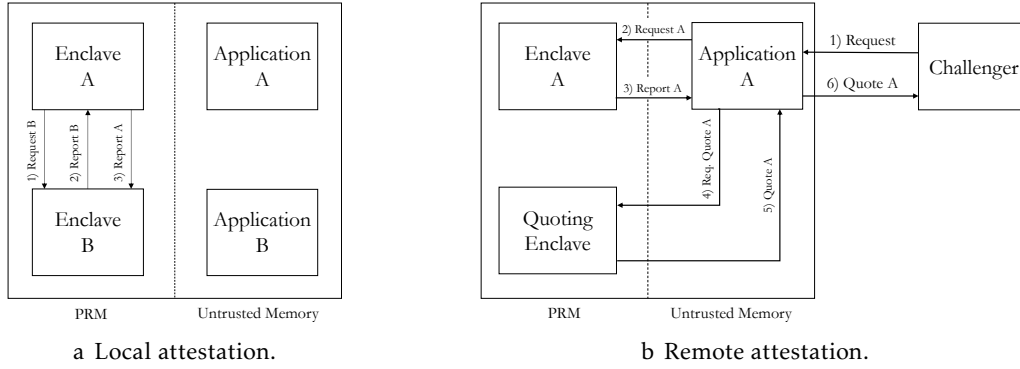 Enclave
A
Application
A
1) Request B
2) Report B
3) Report A
Enclave
B
Application
B
PRM
Untrusted Memory
a Local attestation.
Enclave
A
2) Request A
3) Report A
Application
A
1) Request
6) Quote A
Challenger
4) Req. Quote A
5) Quote A
Quoting
Enclave
PRM
Untrusted Memory
b Remote attestation.